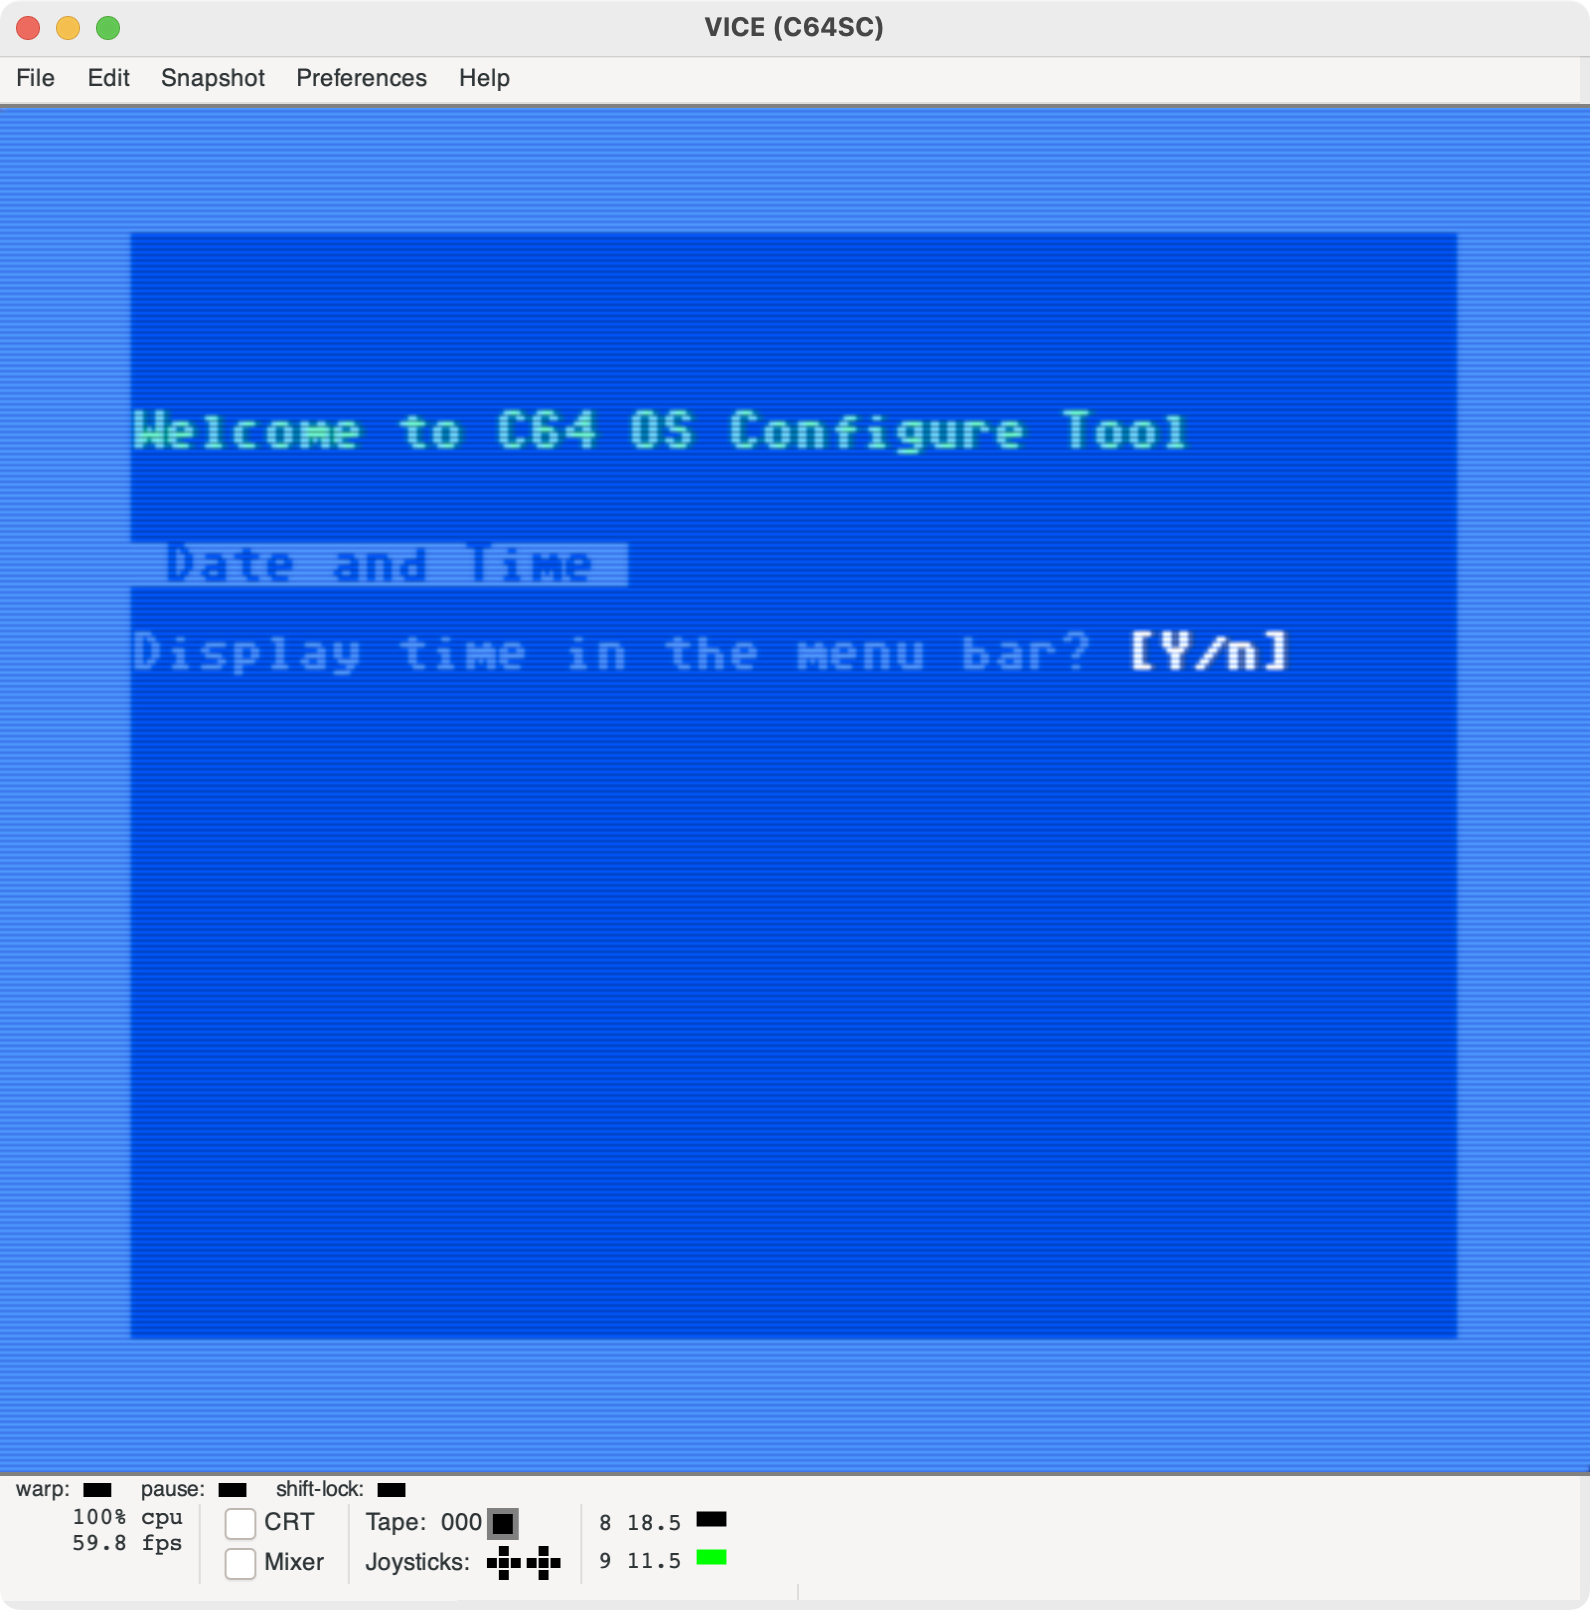 VICE (C64SC)
File Edit Snapshot Preferences Help
Welcome to C64 OS Configure Tool
Date and Time
Display time in the menu bar? [Y/n]
warp: pause: shift-lock:
100% cpu CRT Tape: 000 8 18.5
59.8 fps Mixer Joysticks: 9 11.5